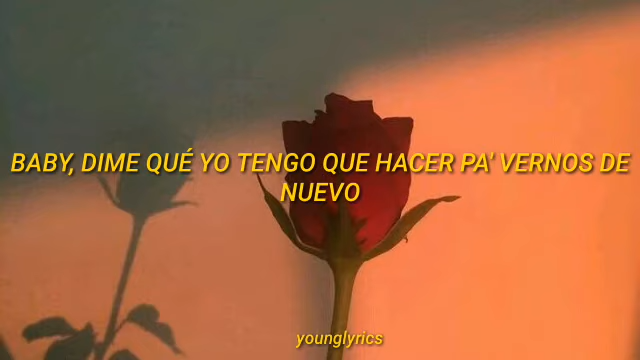 BABY, DIME QUÉ YO TENGO QUE HACER PA' VERNOS DE
NUEVO
younglyrics